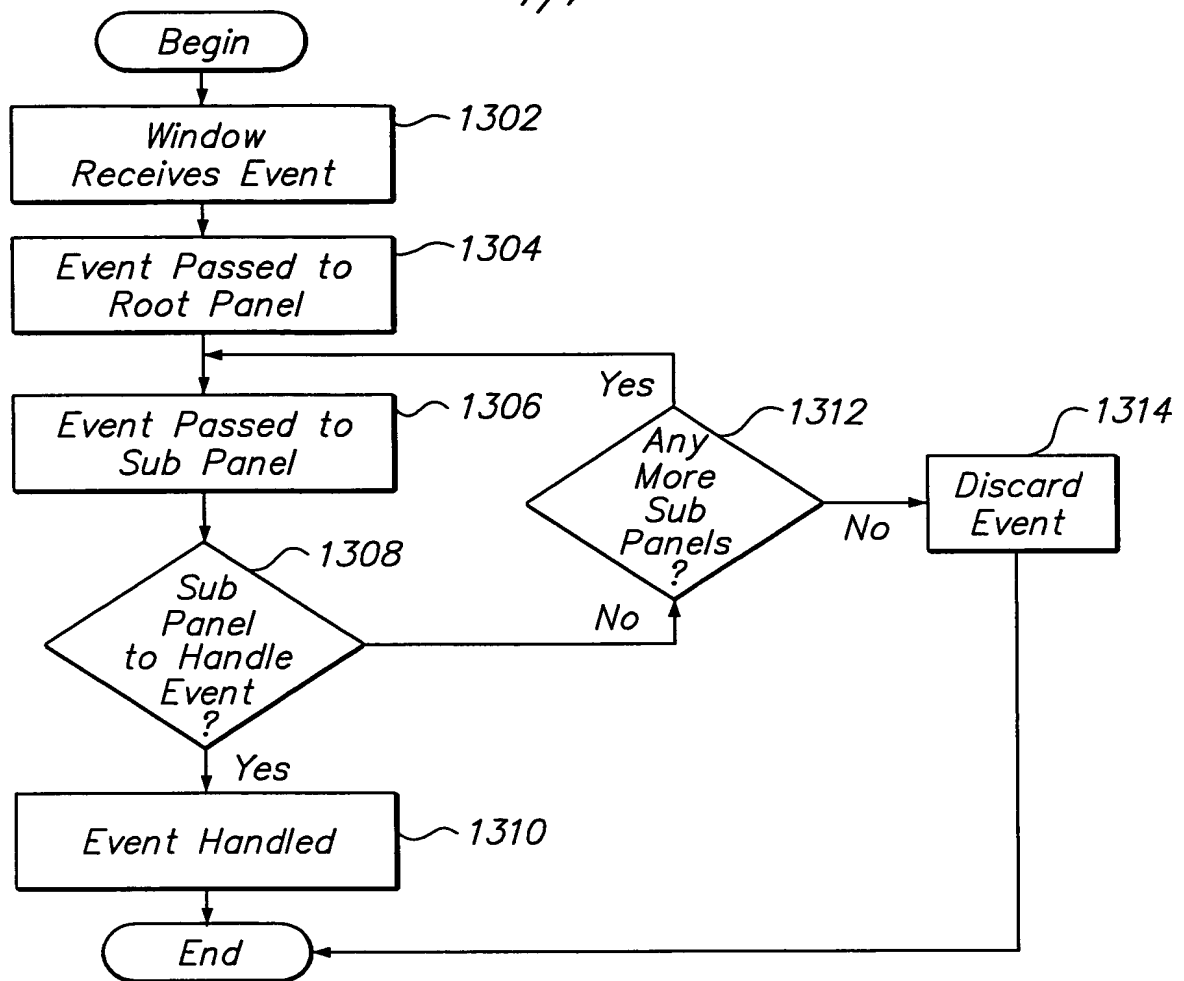 Begin
1302
Window
Receives Event
1304
Event Passed to
Root Panel
Yes
1306
Event Passed to
Sub Panel
1312
Any
More
Sub
Panels
?
1314
Discard
Event
No
1308
Sub
Panel
to Handle
Event
?
No
Yes
1310
Event Handled
End